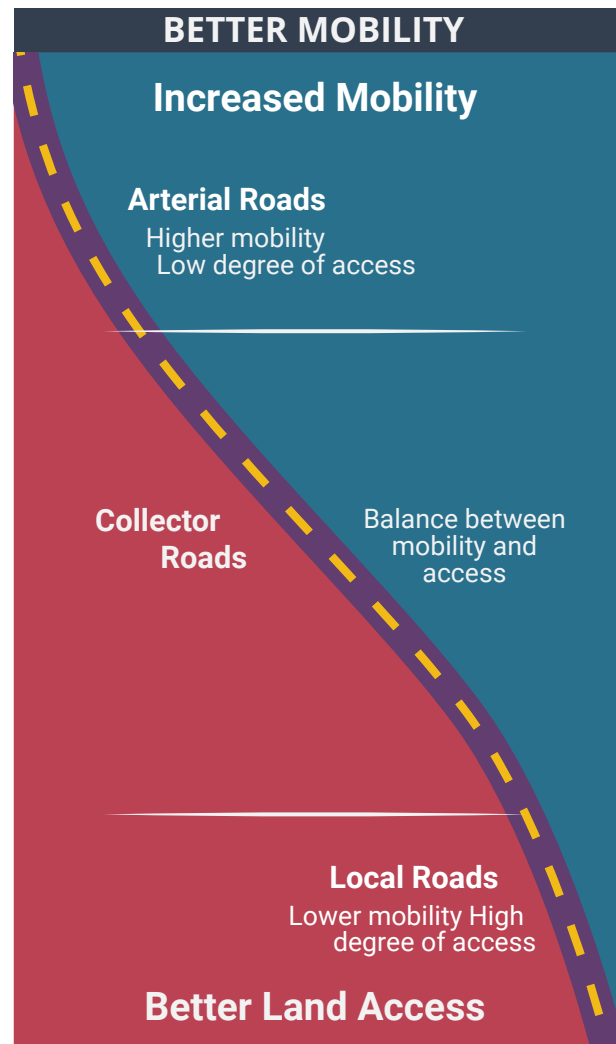 BETTER MOBILITY
Increased Mobility
Arterial Roads
Higher mobility
Low degree of access
Collector
Roads
Balance between
mobility and
access
Local Roads
Lower mobility High
degree of access
Better Land Access